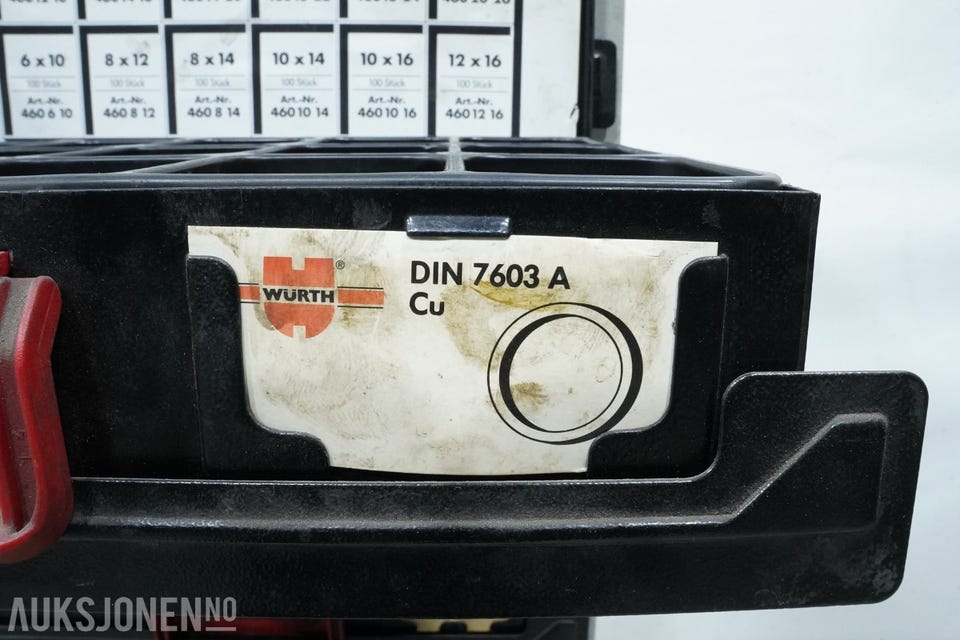 6 x 10
8 x 12
8 x 14
10 x 14
10 x 16
12 x 16
100 Stück
100 Stück
100 Stück
100 Stück
100 Stück
100 Stück
Art.-Nr.
Art.-Nr.
Art.-Nr.
Art.-Nr.
Art.-Nr.
Art.-Nr.
460 6 10
460 8 12
460 8 14
460 10 14
460 10 16
460 12 16
WÜRTH ®
DIN 7603 A
Cu
AUKSJONEN.NO